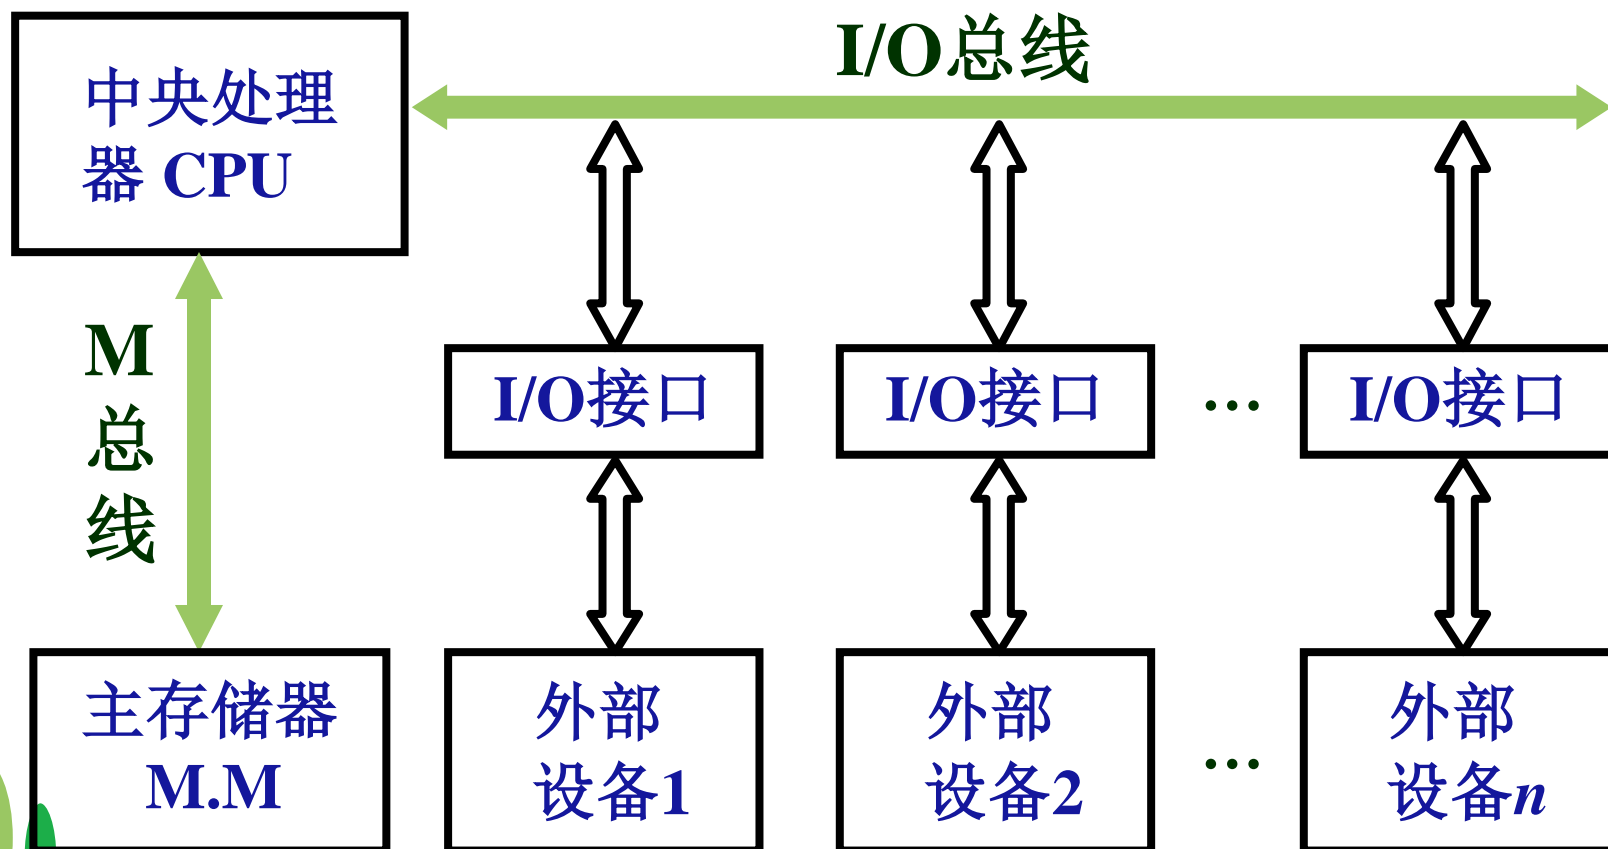 I/O总线
中央处理
器 CPU
M
总
线
I/O接口
I/O接口
…
I/O接口
主存储器
M.M
外部
设备1
外部
设备2
…
外部
设备n